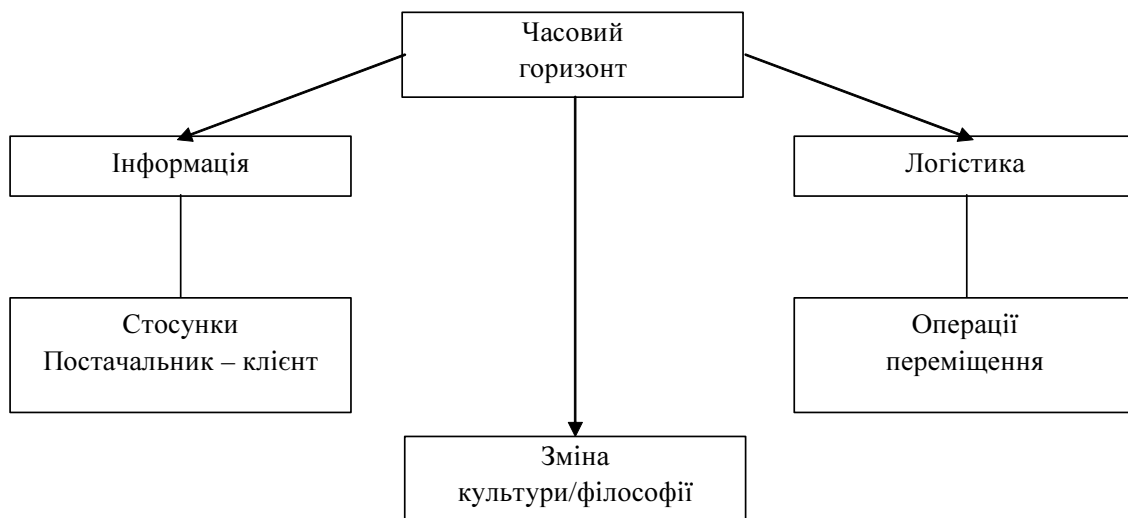 Часовий
горизонт
Інформація
Логістика
Стосунки
Постачальник – клієнт
Операції
переміщення
Зміна
культури/філософії